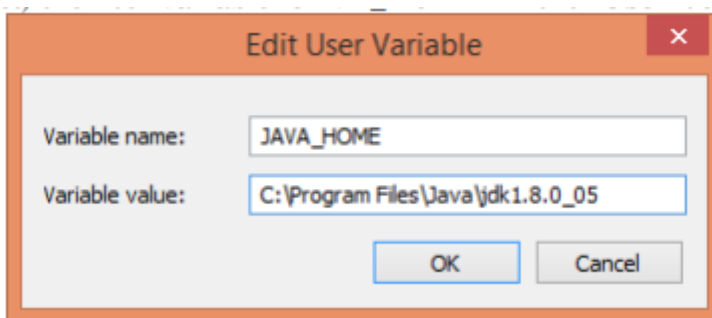 Edit User Variable
Variable name: JAVA_HOME
Variable value: C:\Program Files\Java\jdk1.8.0_05
OK Cancel